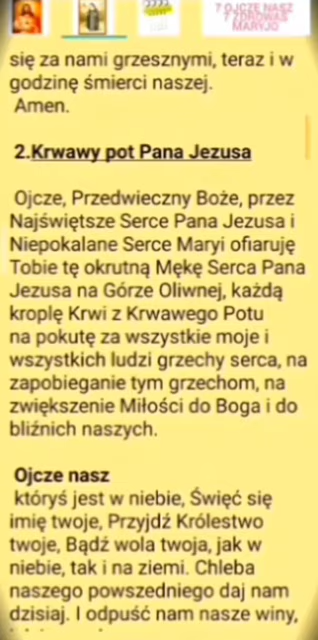 ? OJCZE NASZ
? ZDROWAŚ
MARYJO
się za nami grzesznymi, teraz i w
godzinę śmierci naszej.
Amen.
2.Krwawy pot Pana Jezusa
Ojcze, Przedwieczny Boże, przez
Najświętsze Serce Pana Jezusa i
Niepokalane Serce Maryi ofiaruję
Tobie tę okrutną Mękę Serca Pana
Jezusa na Górze Oliwnej, każdą
kroplę Krwi z Krwawego Potu
na pokutę za wszystkie moje i
wszystkich ludzi grzechy serca, na
zapobieganie tym grzechom, na
zwiększenie Miłości do Boga i do
bliźnich naszych.
Ojcze nasz
któryś jest w niebie, Święć się
imię twoje, Przyjdź Królestwo
twoje, Bądź wola twoja, jak w
niebie, tak i na ziemi. Chleba
naszego powszedniego daj nam
dzisiaj. I odpuść nam nasze winy,